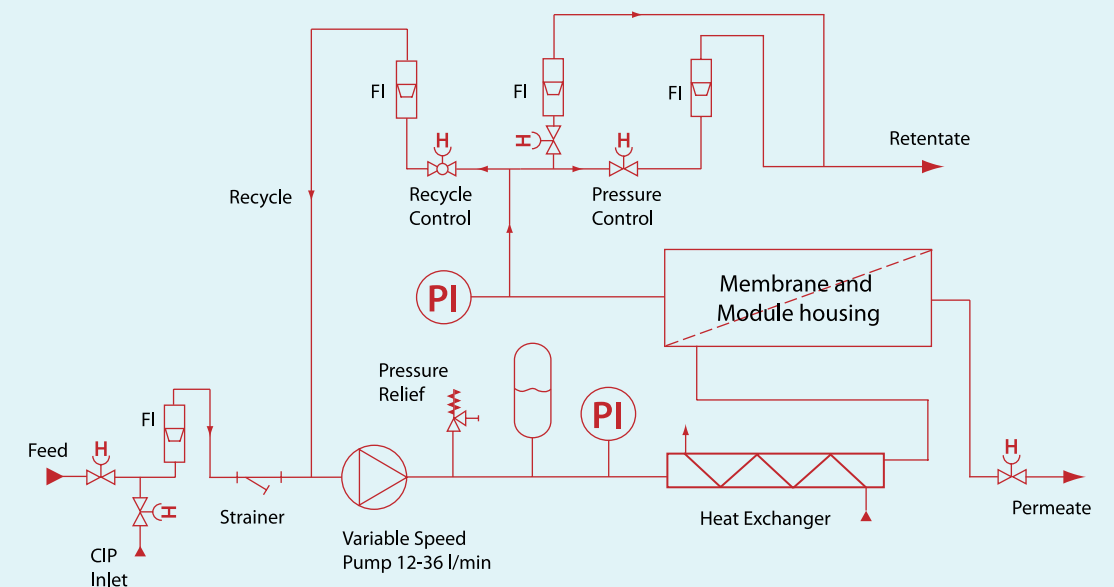 FI
FI
FI
H
H
H
Retentate
Recycle
Recycle
Control
Pressure
Control
PI
Membrane and
Module housing
Pressure
Relief
PI
FI
Feed
H
H
H
Strainer
Heat Exchanger
Permeate
Variable Speed
Pump 12-36 l/min
CIP
Inlet